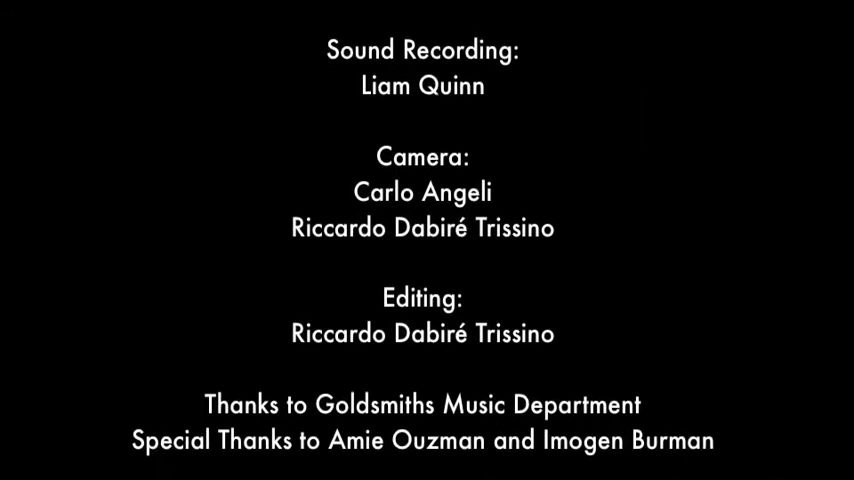 Sound Recording:
Liam Quinn
Camera:
Carlo Angeli
Riccardo Dabiré Trissino
Editing:
Riccardo Dabiré Trissino
Thanks to Goldsmiths Music Department
Special Thanks to Amie Ouzman and Imogen Burman